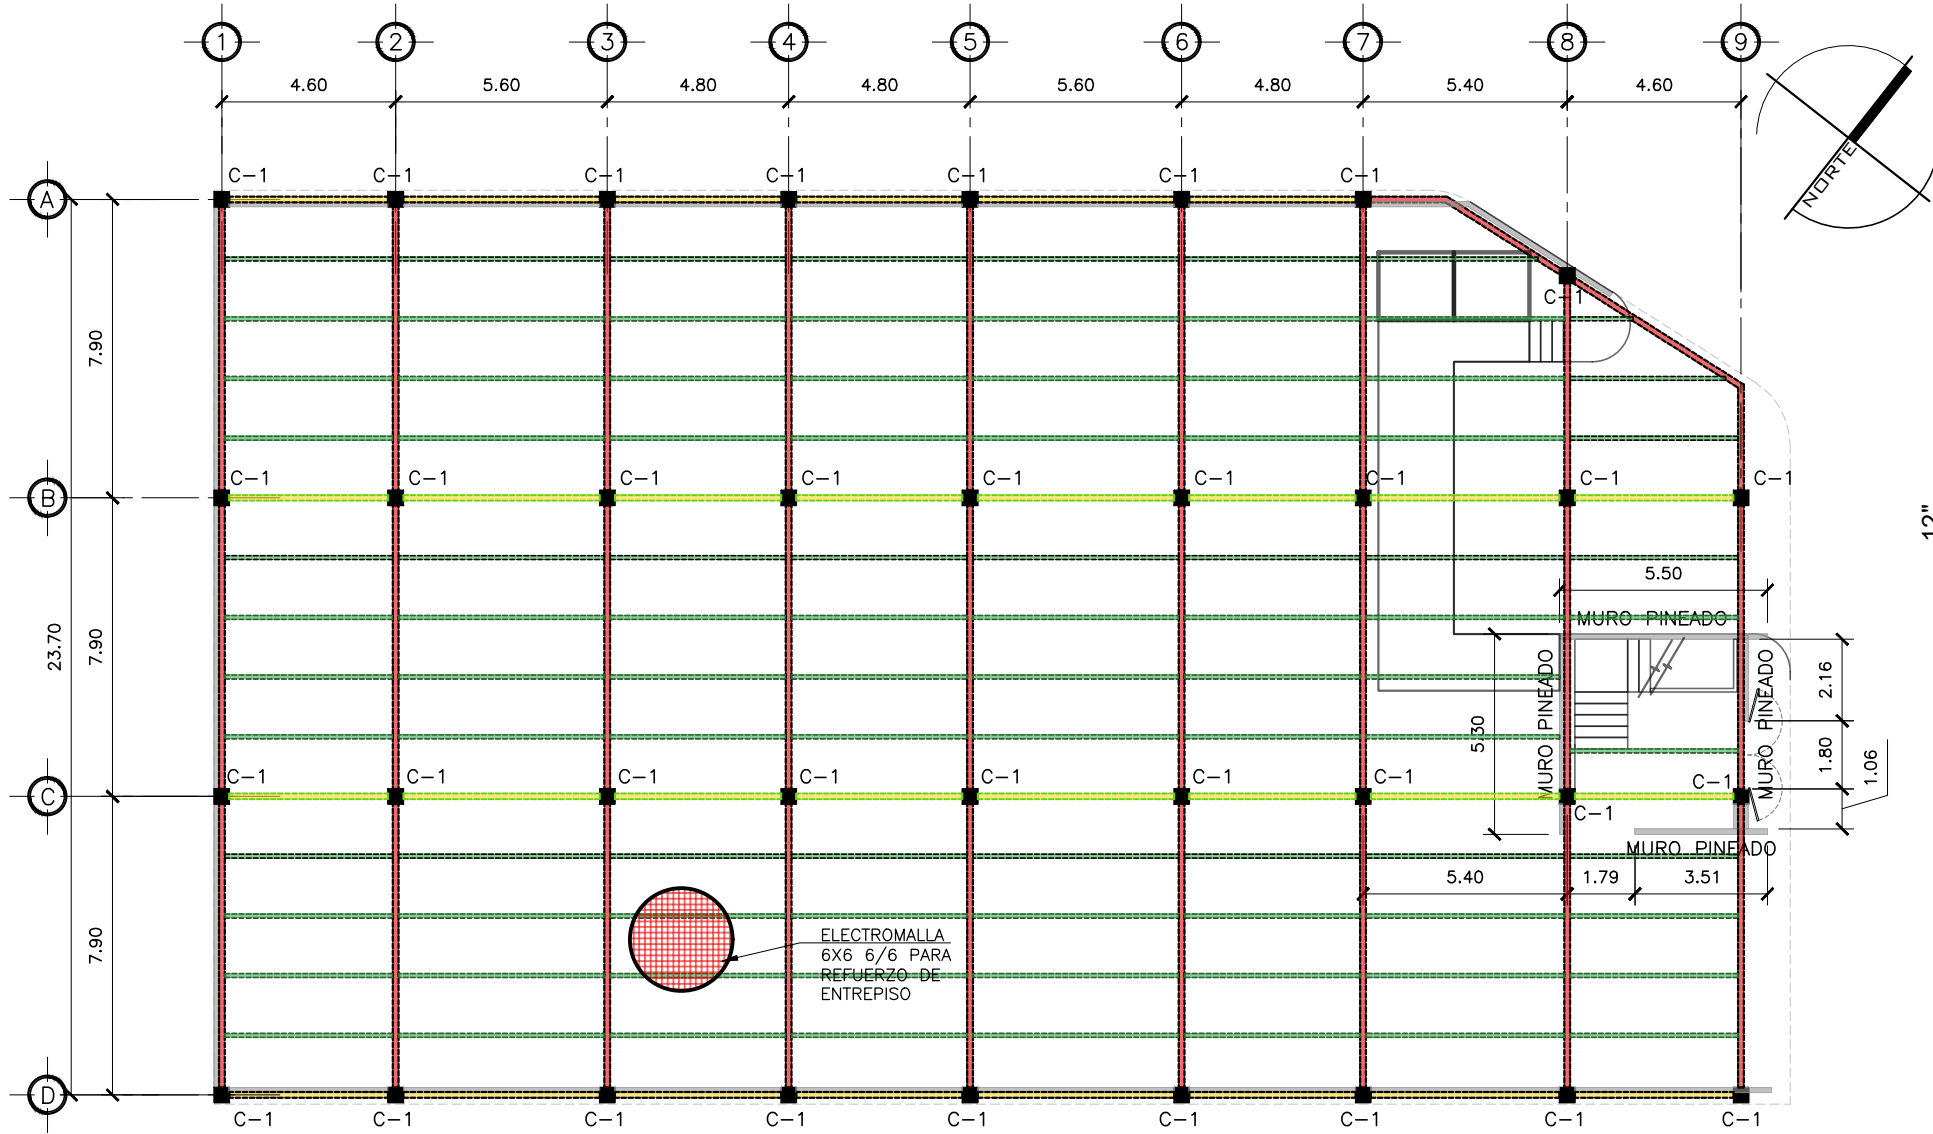 1 2 3 4 5 6 7 8 9
4.60 5.60 4.80 4.80 5.60 4.80 5.40 4.60
NORTE
A
C-1 C-1 C-1 C-1 C-1 C-1 C-1
C-1
7.90
B
C-1 C-1 C-1 C-1 C-1 C-1 C-1 C-1 C-1
12"
5.50
MURO PINEADO
23.70
7.90
MURO PINEADO
MURO PINEADO
2.16
5.30
1.80
1.06
C
C-1 C-1 C-1 C-1 C-1 C-1 C-1 C-1
C-1
MURO PINEADO
5.40 1.79 3.51
7.90
ELECTROMALLA
6X6 6/6 PARA
REFUERZO DE
ENTREPISO
D
C-1 C-1 C-1 C-1 C-1 C-1 C-1 C-1 C-1